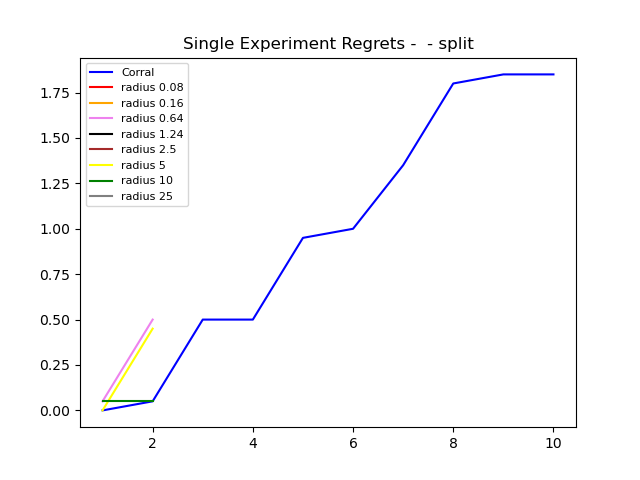 Single Experiment Regrets -  - split
Corral
radius 0.08
radius 0.16
radius 0.64
radius 1.24
radius 2.5
radius 5
radius 10
radius 25
1.75
1.50
1.25
1.00
0.75
0.50
0.25
0.00
2
4
6
8
10